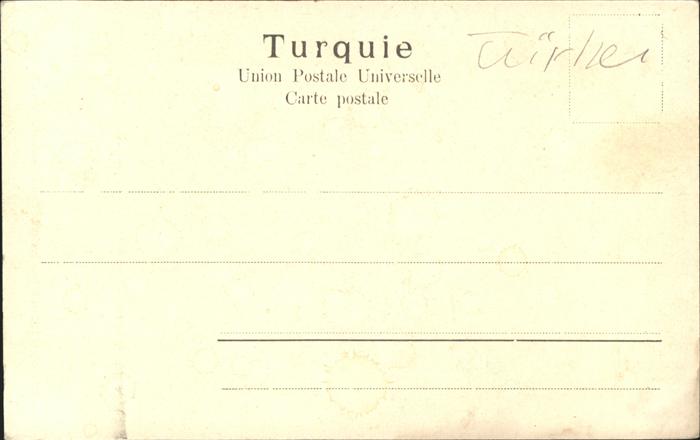 Turquie
Türkei
Union Postale Universelle
Carte postale